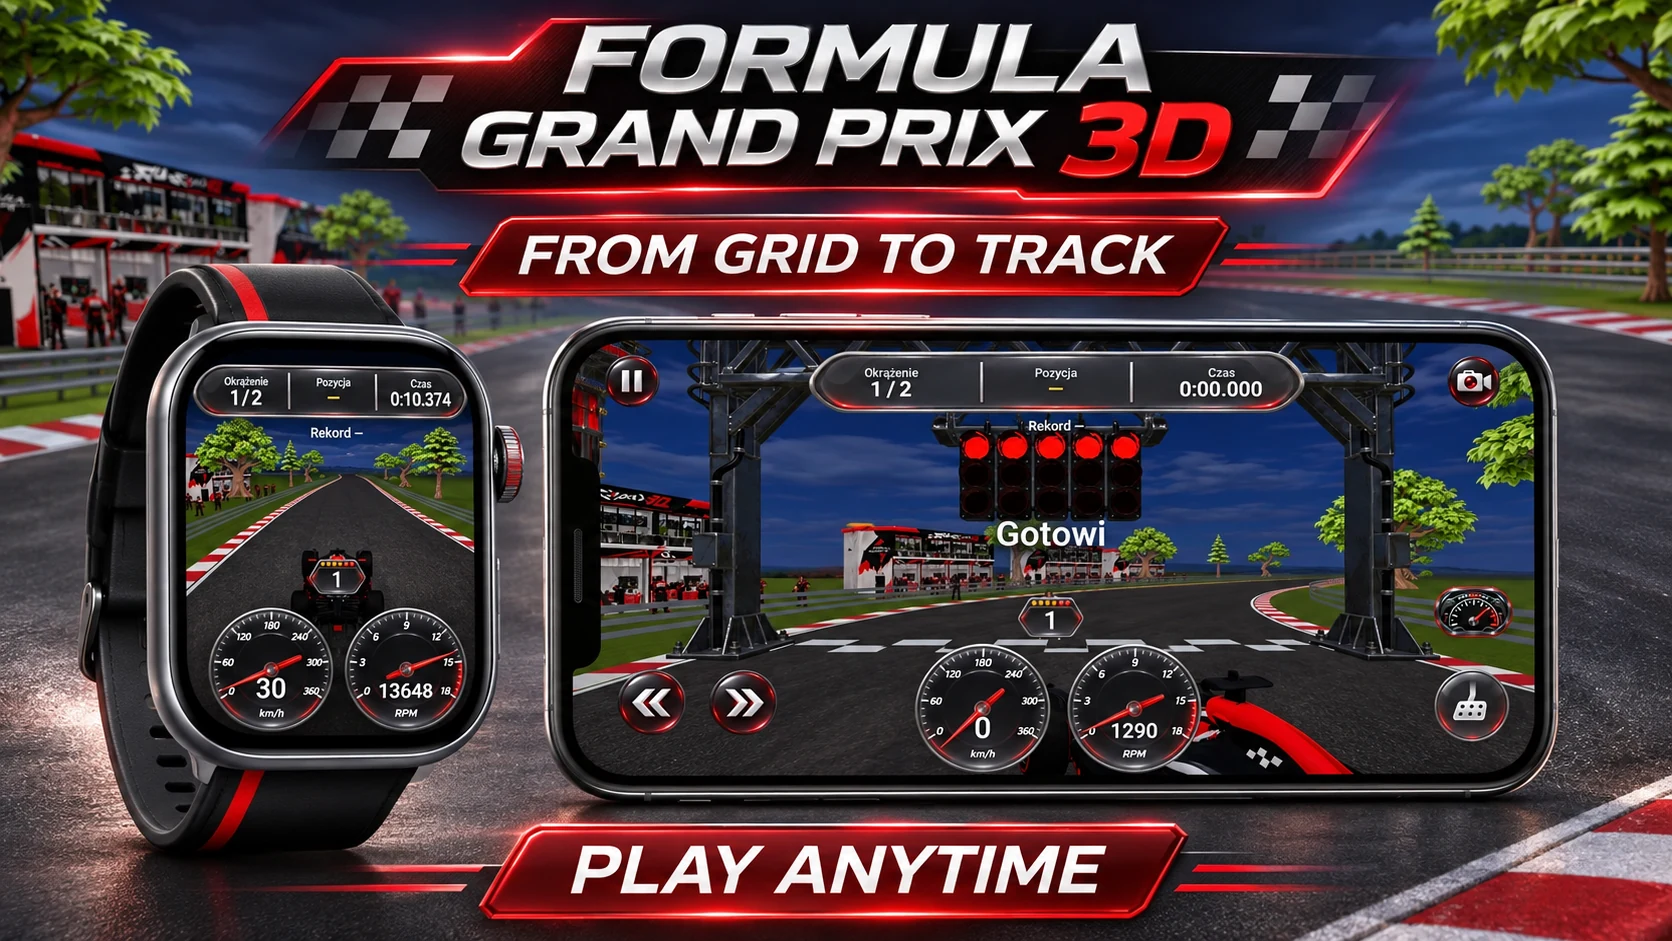 FORMULA
GRAND PRIX 3D
FROM GRID TO TRACK
Okrążenie
1/2
Pozycja
–
Czas
0:10.374
Rekord –
1
0 60 120 180 240 300 360
30
km/h
0 3 6 9 12 15 18
13648
RPM
Okrążenie
1/2
Pozycja
–
Czas
0:00.000
Rekord –
Gotowi
1
0 60 120 180 240 300 360
0
km/h
0 3 6 9 12 15 18
1290
RPM
PLAY ANYTIME